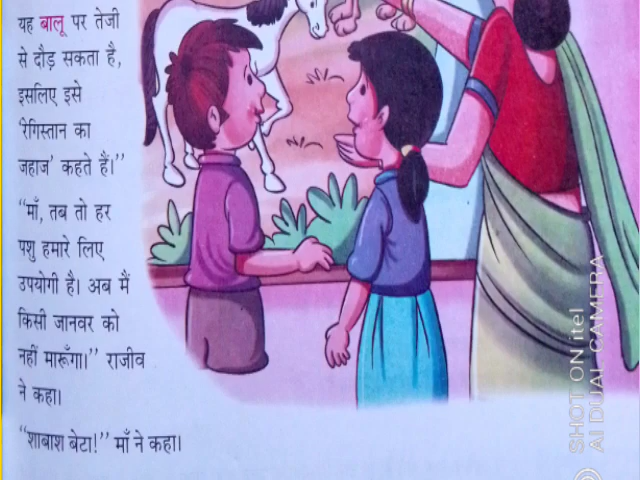 यह बालू पर तेजी
से दौड़ सकता है,
इसलिए इसे
'रेगिस्तान का
जहाज' कहते हैं।”
“माँ, तब तो हर
पशु हमारे लिए
उपयोगी है। अब मैं
किसी जानवर को
नहीं मारूँगा।” राजीव
ने कहा।
“शाबाश बेटा!” माँ ने कहा।
SHOT ON itel
AI DUAL CAMERA